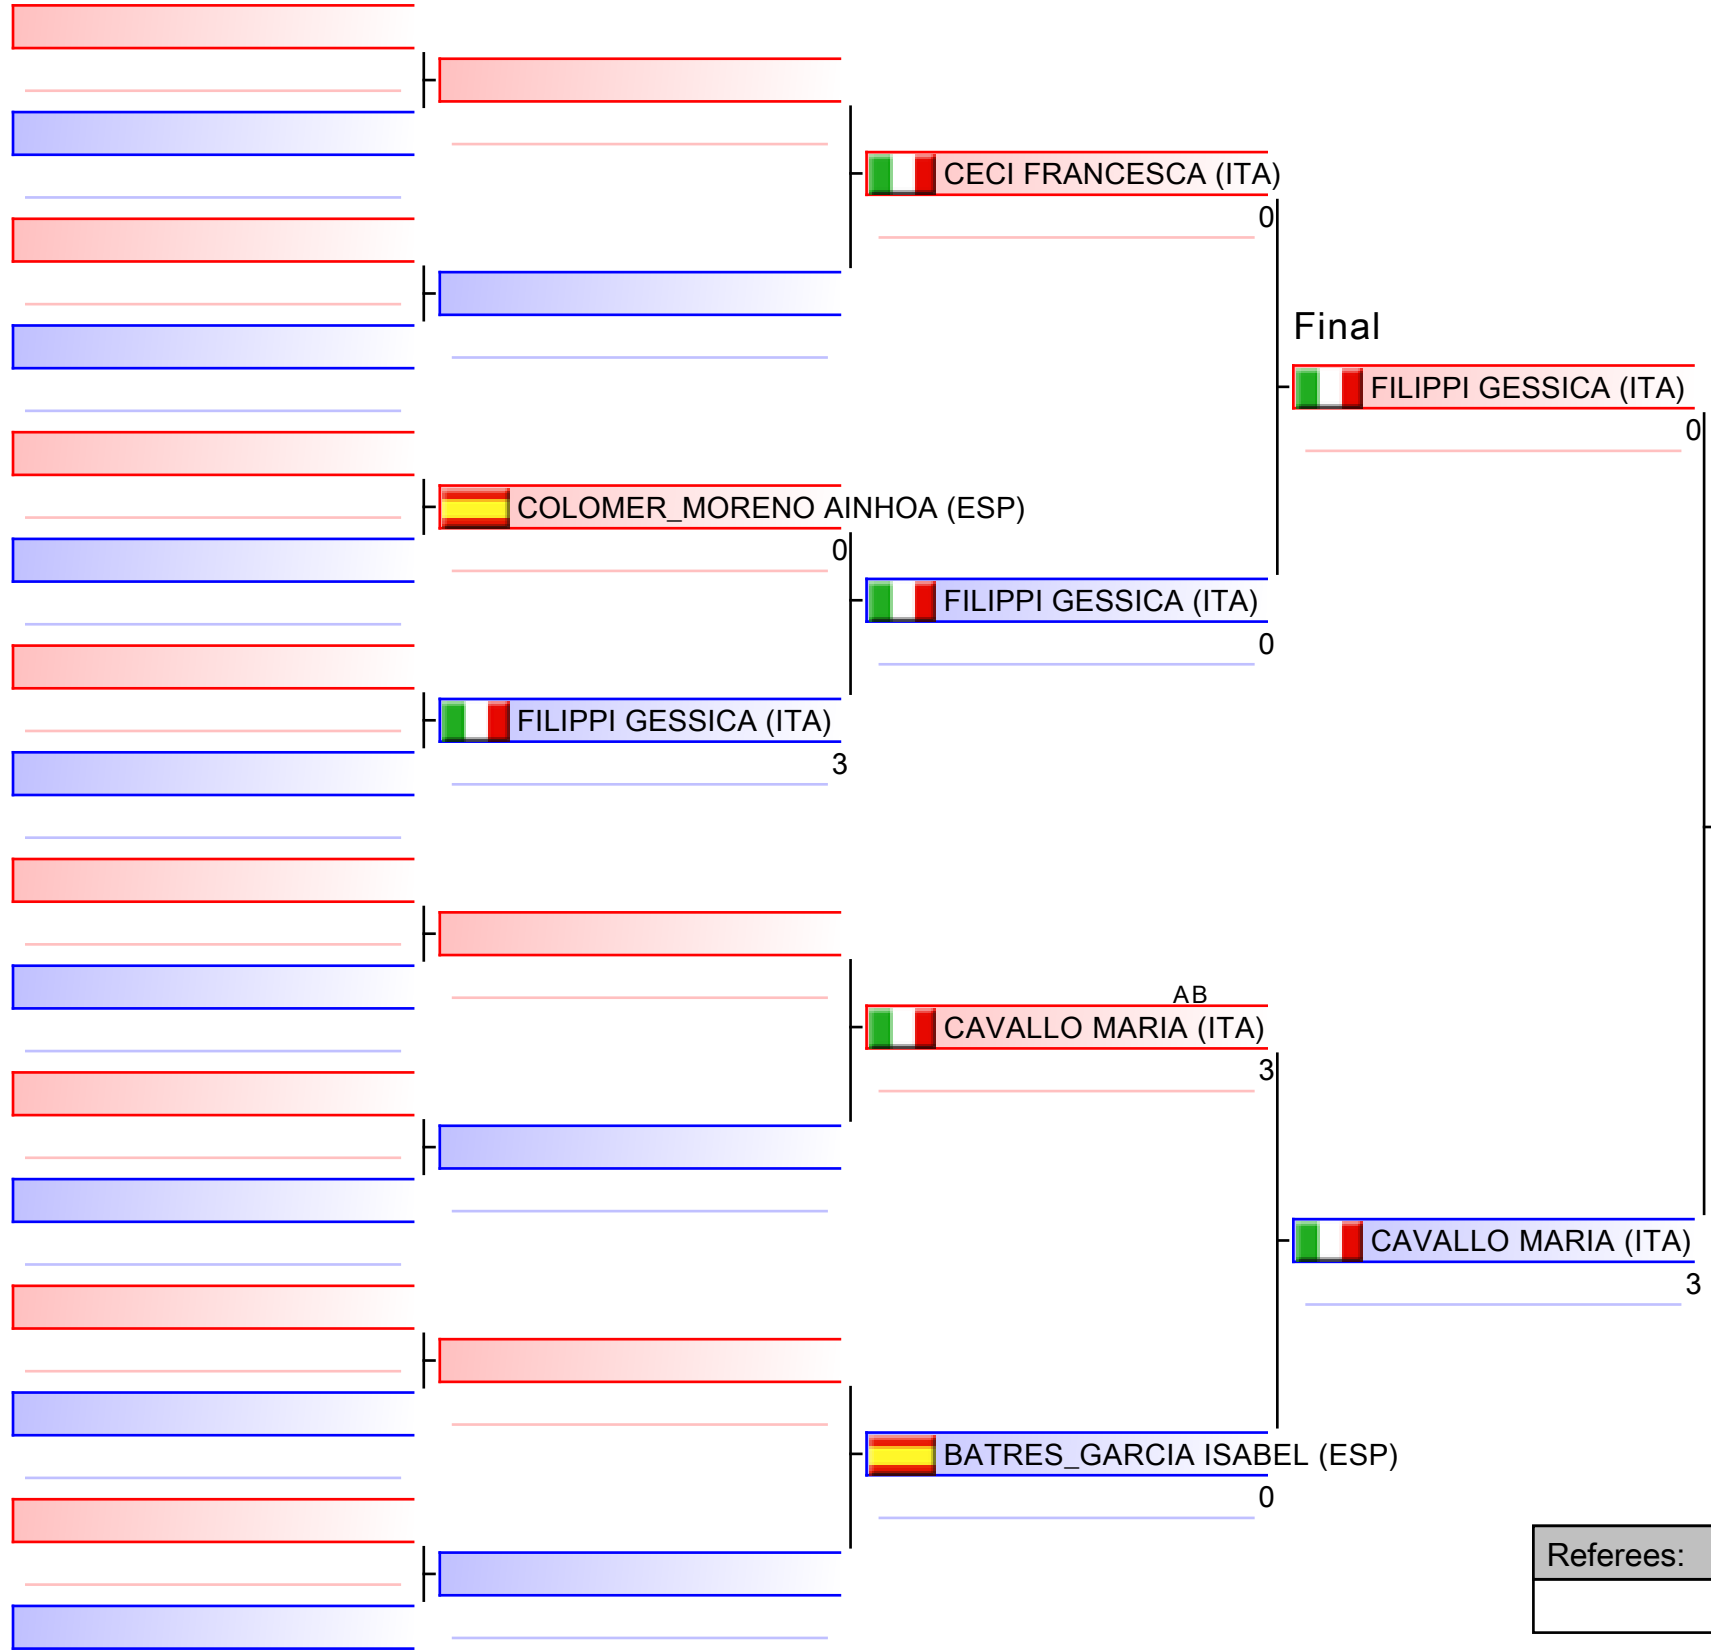 CECI FRANCESCA (ITA)
0
Final
FILIPPI GESSICA (ITA)
0
COLOMER_MORENO AINHOA (ESP)
0
FILIPPI GESSICA (ITA)
0
FILIPPI GESSICA (ITA)
3
AB
CAVALLO MARIA (ITA)
3
CAVALLO MARIA (ITA)
3
BATRES_GARCIA ISABEL (ESP)
0
Referees: